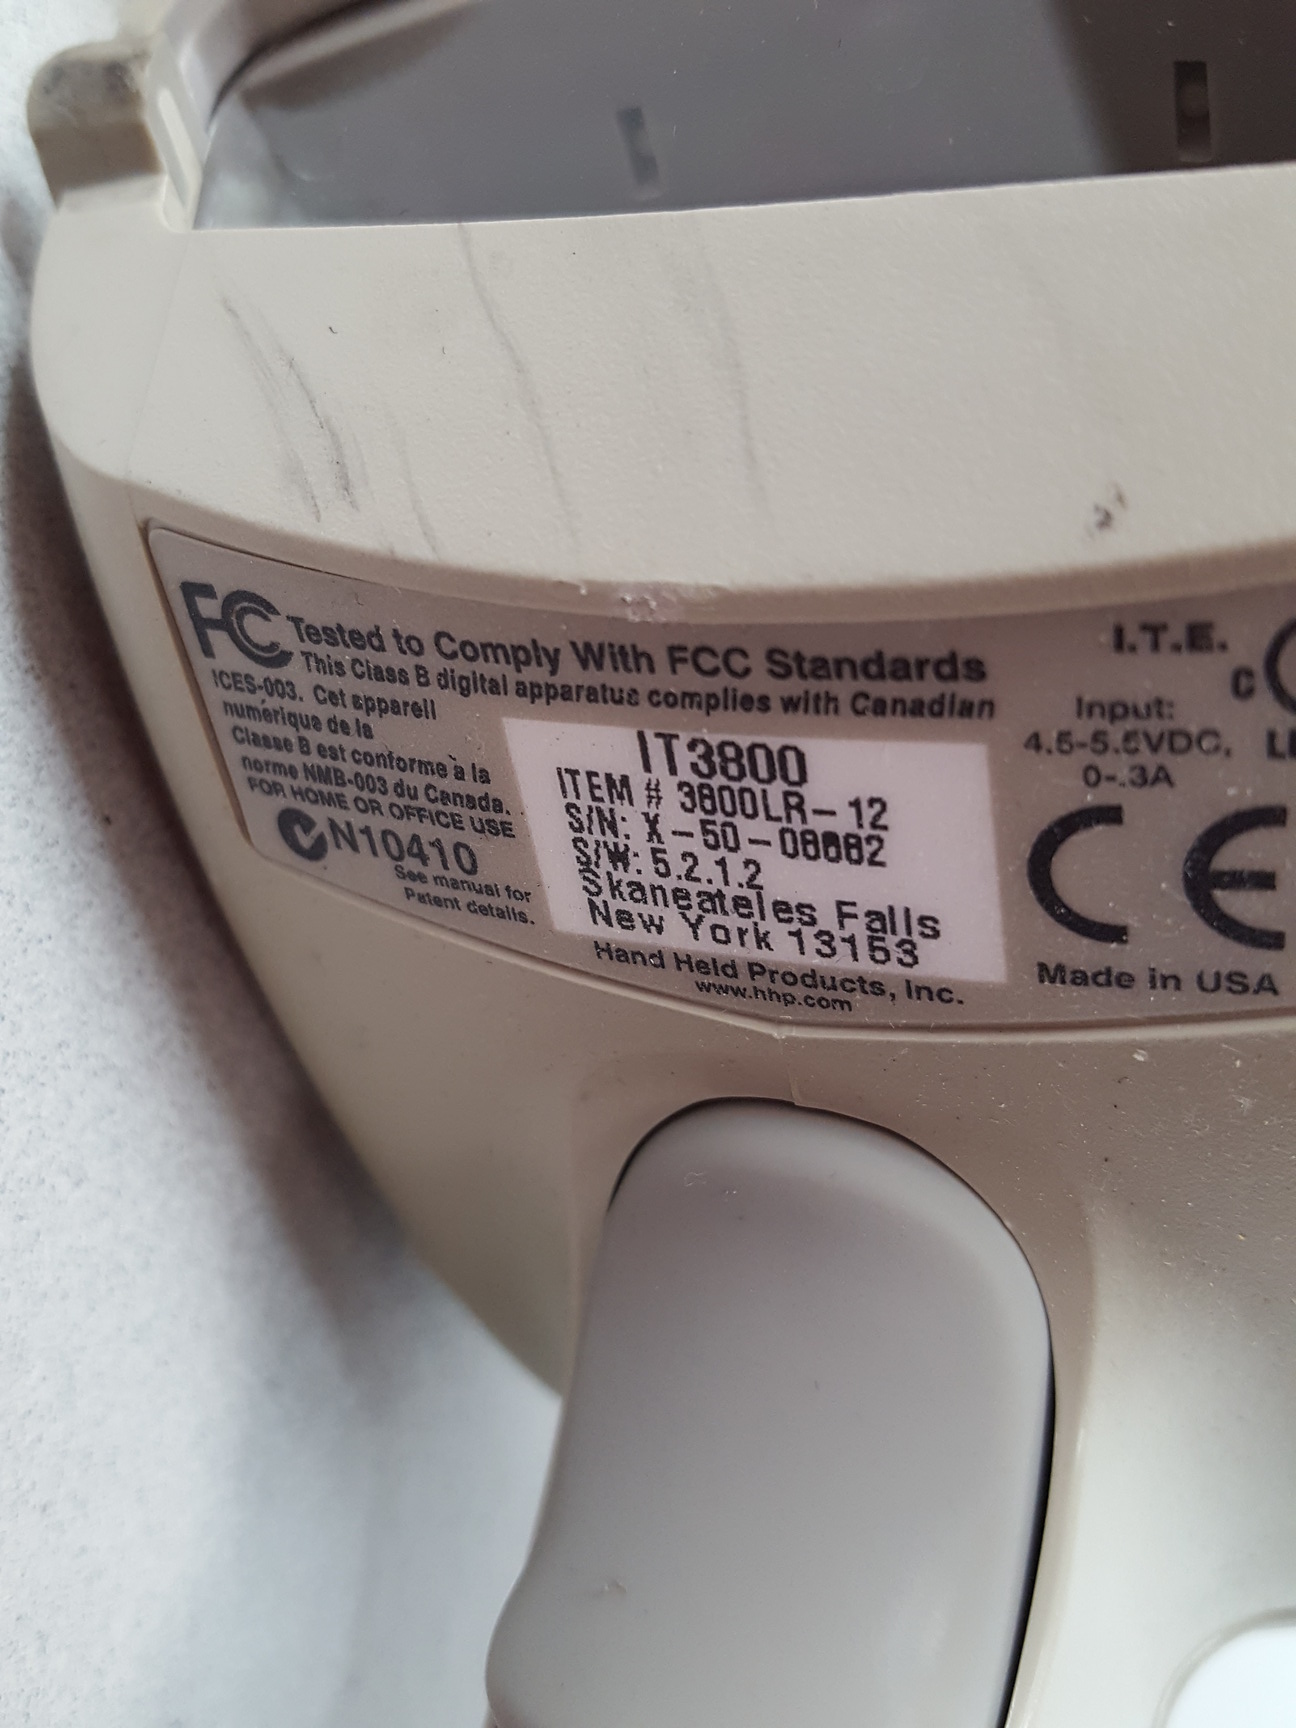 FC Tested to Comply With FCC Standards
This Class B digital apparatus complies with Canadian
ICES-003. Cet appareil
numérique de la
Classe B est conforme à la
norme NMB-003 du Canada.
FOR HOME OR OFFICE USE
N10410
See manual for
Patent details.
IT3800
ITEM # 3800LR-12
S/N: X-50-
S/W: 5.2.1.2
Skaneateles Falls
New York 13153
Hand Held Products, Inc.
www.hhp.com
I.T.E.
C
Input:
4.5-5.5VDC,
0-.3A
CE
Made in USA